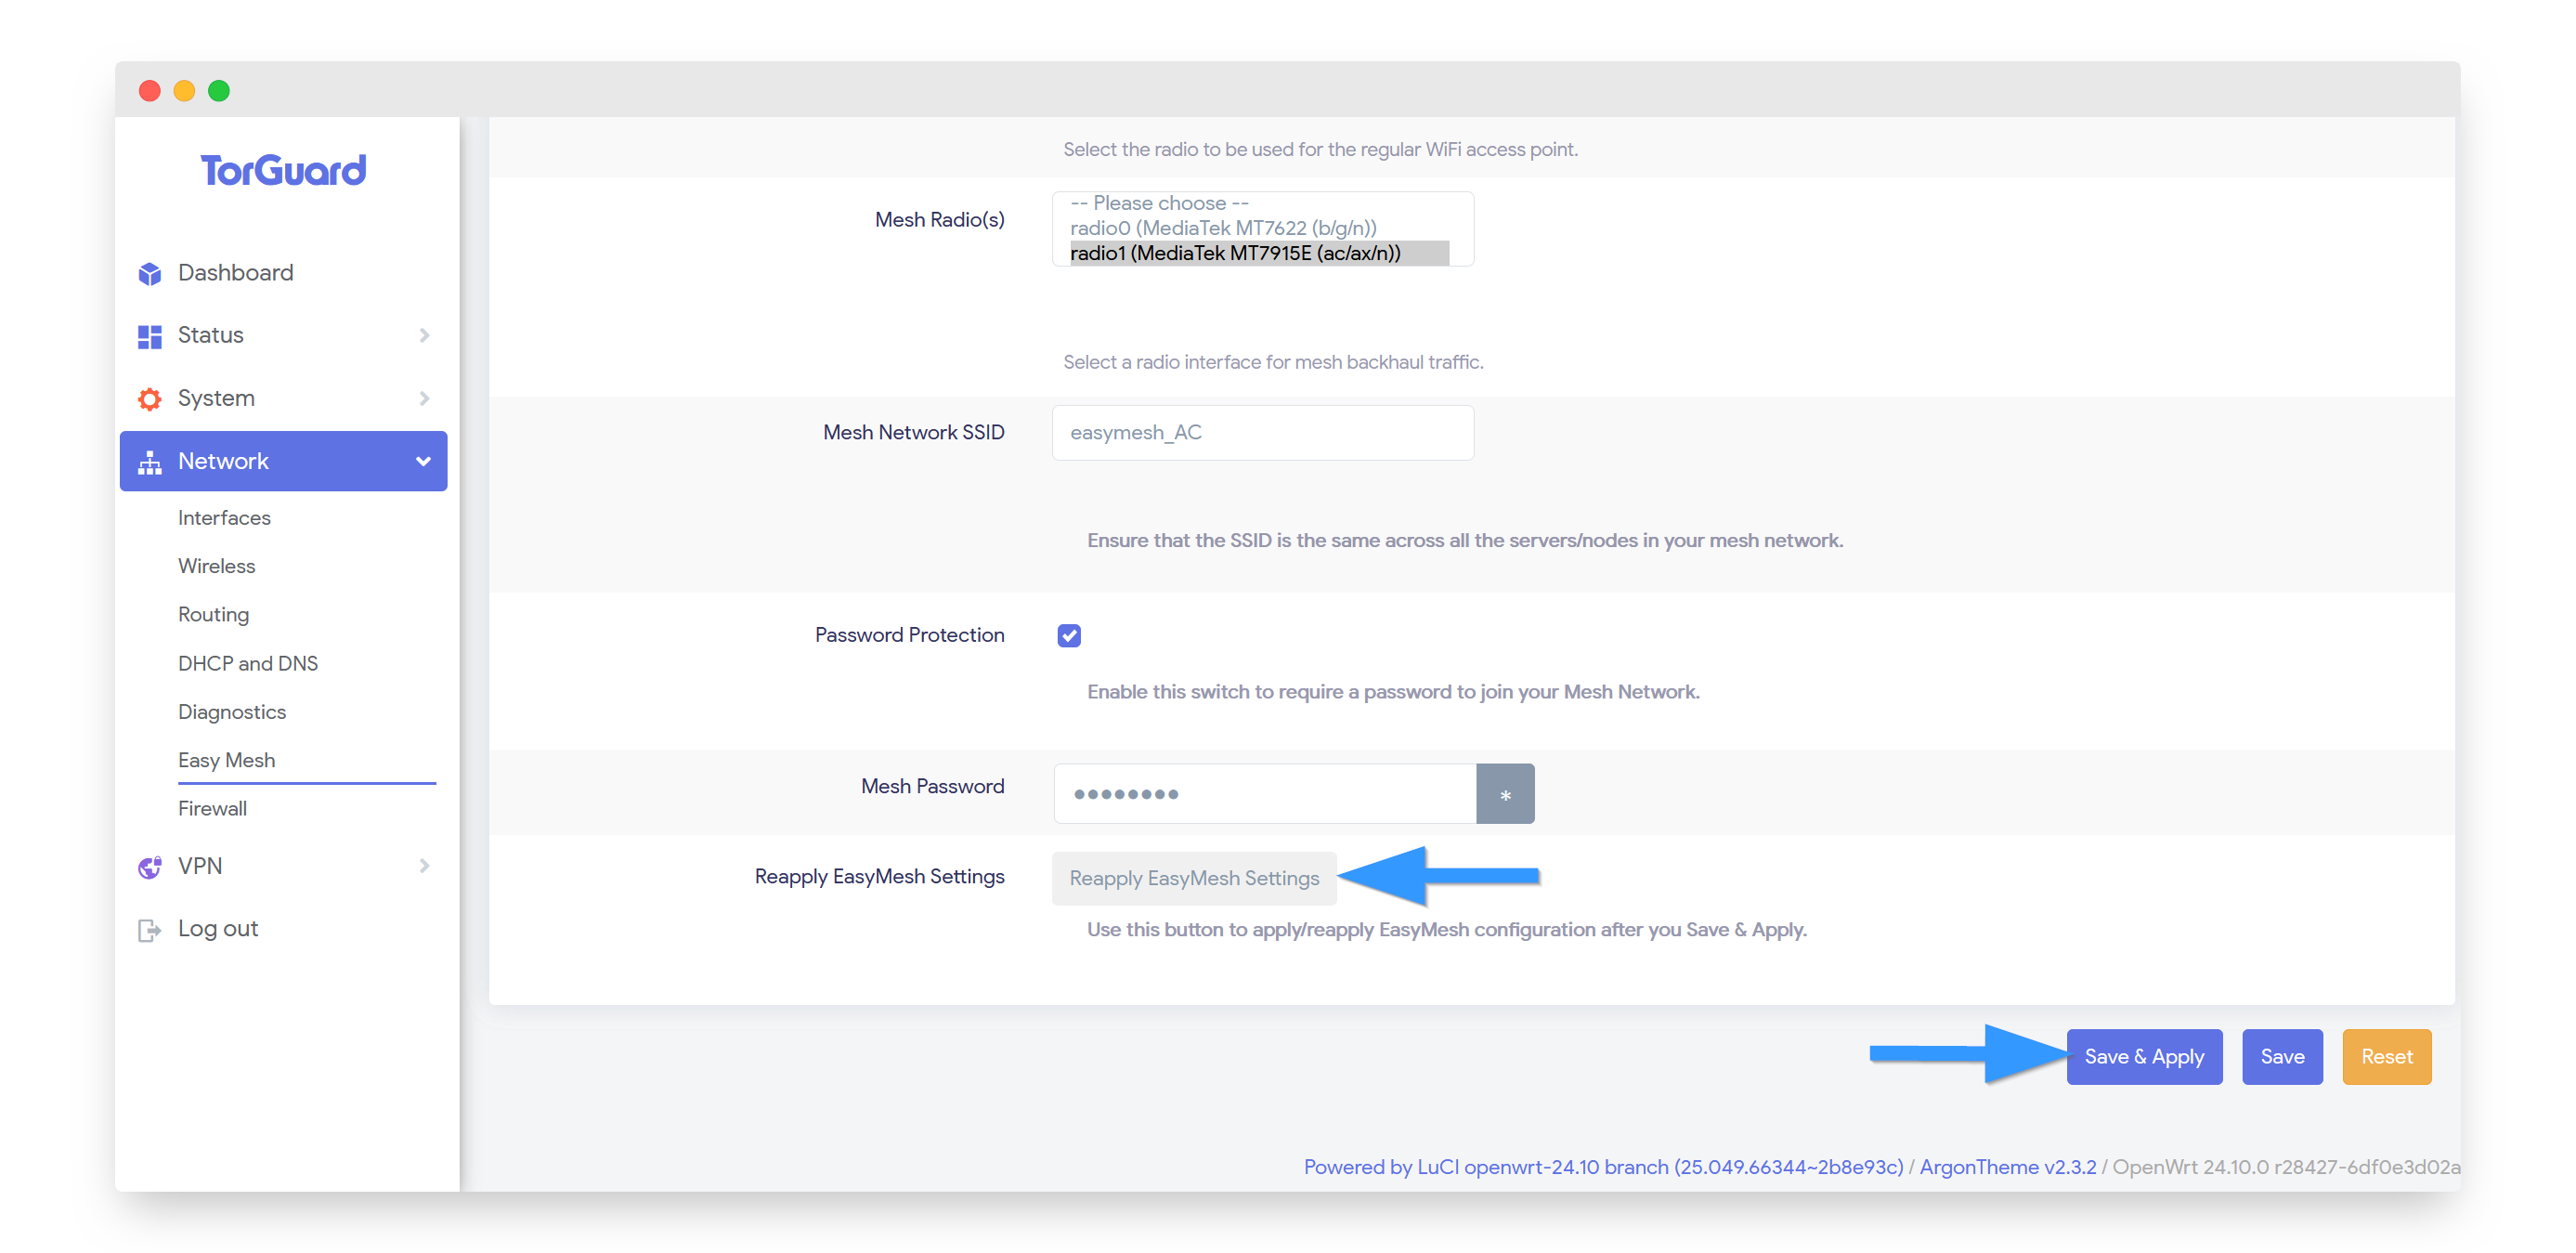 TorGuard
Dashboard
Status
System
Network
Interfaces
Wireless
Routing
DHCP and DNS
Diagnostics
Easy Mesh
Firewall
VPN
Log out
Select the radio to be used for the regular WiFi access point.
Mesh Radio(s)
-- Please choose --
radio0 (MediaTek MT7622 (b/g/n))
radio1 (MediaTek MT7915E (ac/ax/n))
Select a radio interface for mesh backhaul traffic.
Mesh Network SSID
easymesh_AC
Ensure that the SSID is the same across all the servers/nodes in your mesh network.
Password Protection
Enable this switch to require a password to join your Mesh Network.
Mesh Password
••••••••
*
Reapply EasyMesh Settings
Reapply EasyMesh Settings
Use this button to apply/reapply EasyMesh configuration after you Save & Apply.
Save & Apply
Save
Reset
Powered by LuCI openwrt-24.10 branch (25.049.66344~2b8e93c) / ArgonTheme v2.3.2 / OpenWrt 24.10.0 r28427-6df0e3d02a